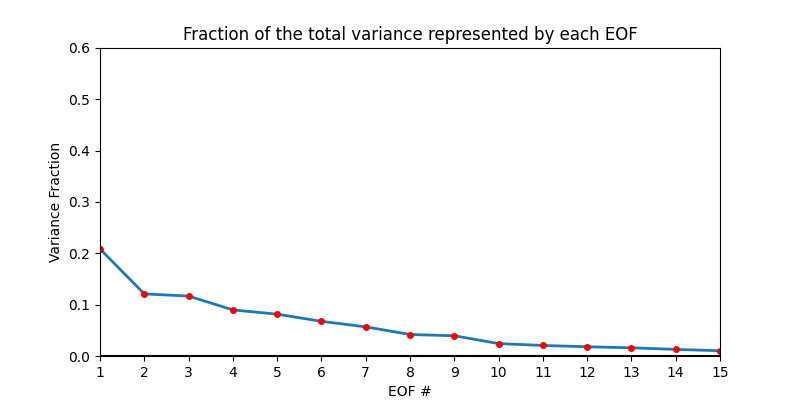 Fraction of the total variance represented by each EOF
Variance Fraction
0.6
0.5
0.4
0.3
0.2
0.1
0.0
1 2 3 4 5 6 7 8 9 10 11 12 13 14 15
EOF #